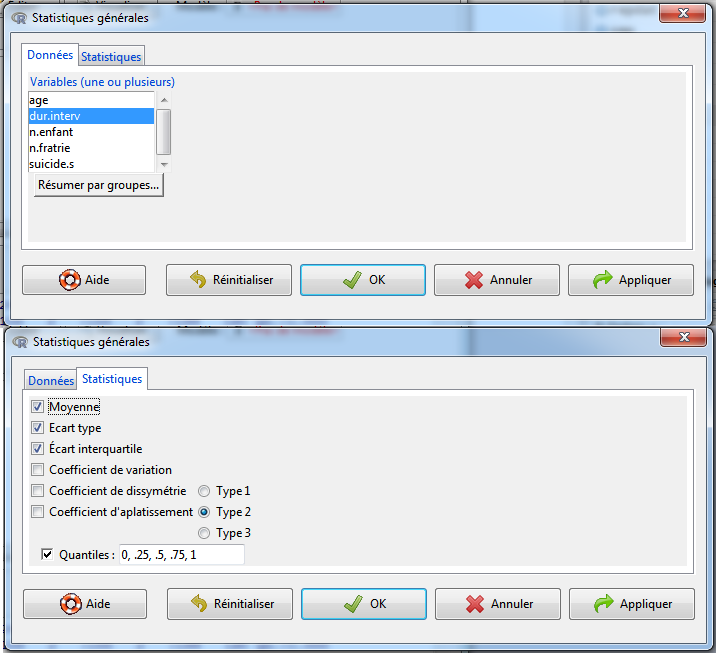 Statistiques générales
Données
Statistiques
Variables (une ou plusieurs)
age
dur.interv
n.enfant
n.fratrie
suicide.s
Résumer par groupes...
Aide
Réinitialiser
OK
Annuler
Appliquer
Statistiques générales
Données
Statistiques
Moyenne
Ecart type
Écart interquartile
Coefficient de variation
Coefficient de dissymétrie Type 1
Coefficient d'aplatissement Type 2
Type 3
Quantiles : 0, .25, .5, .75, 1
Aide
Réinitialiser
OK
Annuler
Appliquer